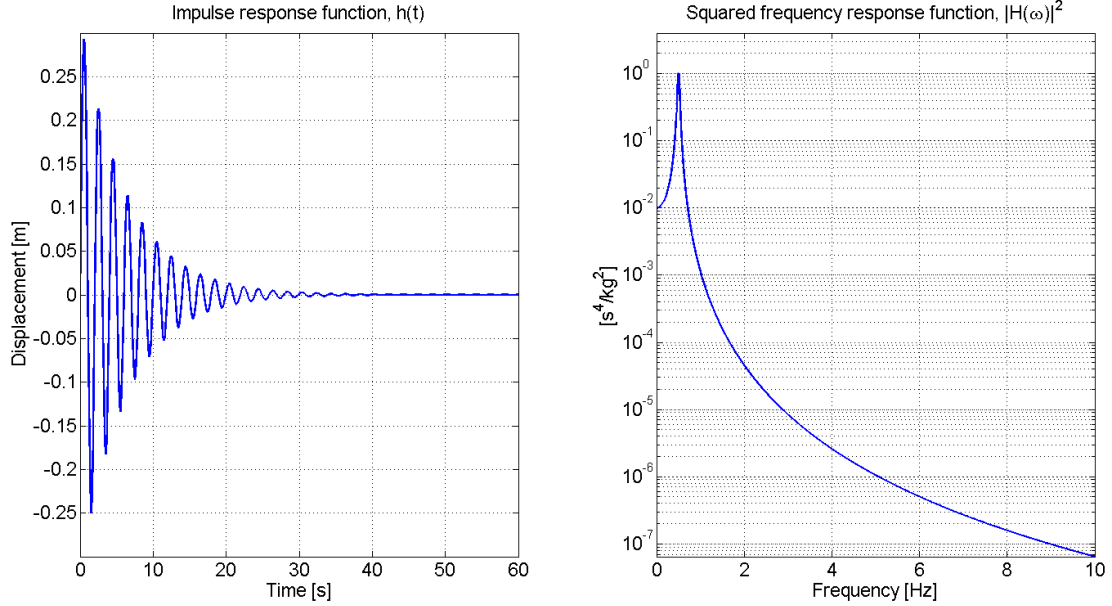 Impulse response function, h(t)
0.25
0.2
0.15
0.1
0.05
0
-0.05
-0.1
-0.15
-0.2
-0.25
Displacement [m]
0 10 20 30 40 50 60
Time [s]
Squared frequency response function, |H(ω)|²
10⁰
10⁻¹
10⁻²
10⁻³
10⁻⁴
10⁻⁵
10⁻⁶
10⁻⁷
[s⁴/kg²]
0 2 4 6 8 10
Frequency [Hz]